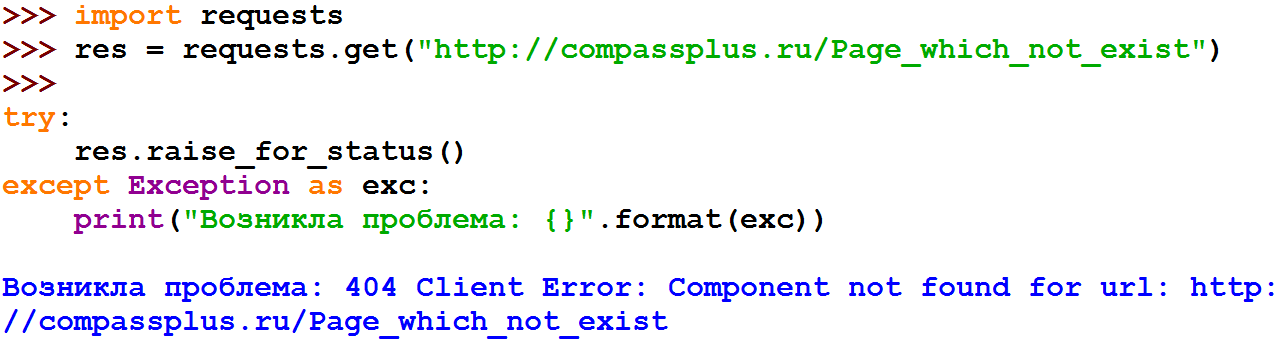 >>> import requests
>>> res = requests.get("http://compassplus.ru/Page_which_not_exist")
>>>
try:
    res.raise_for_status()
except Exception as exc:
    print("Возникла проблема: {}".format(exc))

Возникла проблема: 404 Client Error: Component not found for url: http:
//compassplus.ru/Page_which_not_exist